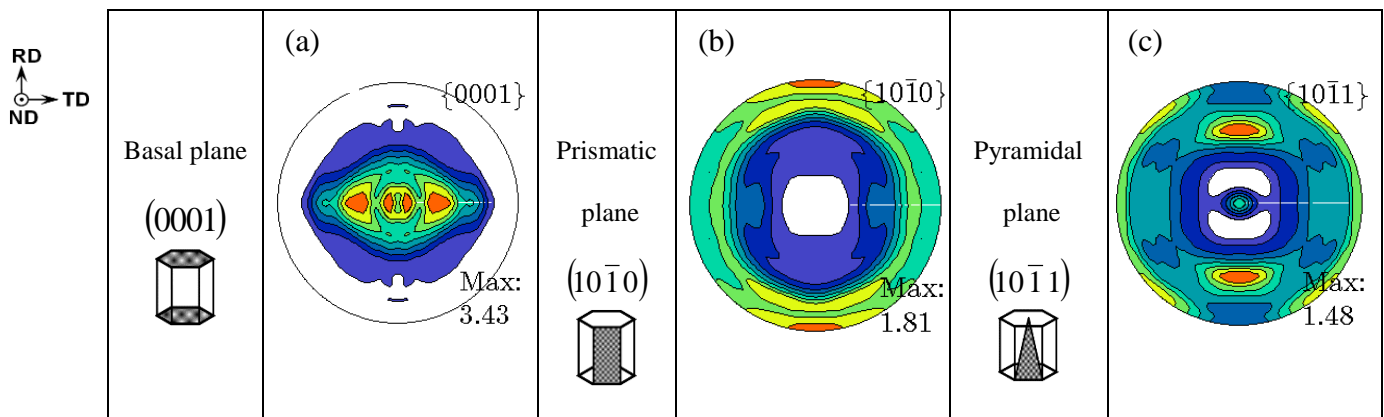 RD
TD
ND
Basal plane
(0001)
(a)
{0001}
Max:
3.43
Prismatic
plane
(101̅0)
(b)
{101̅0}
Max:
1.81
Pyramidal
plane
(101̅1)
(c)
{101̅1}
Max:
1.48